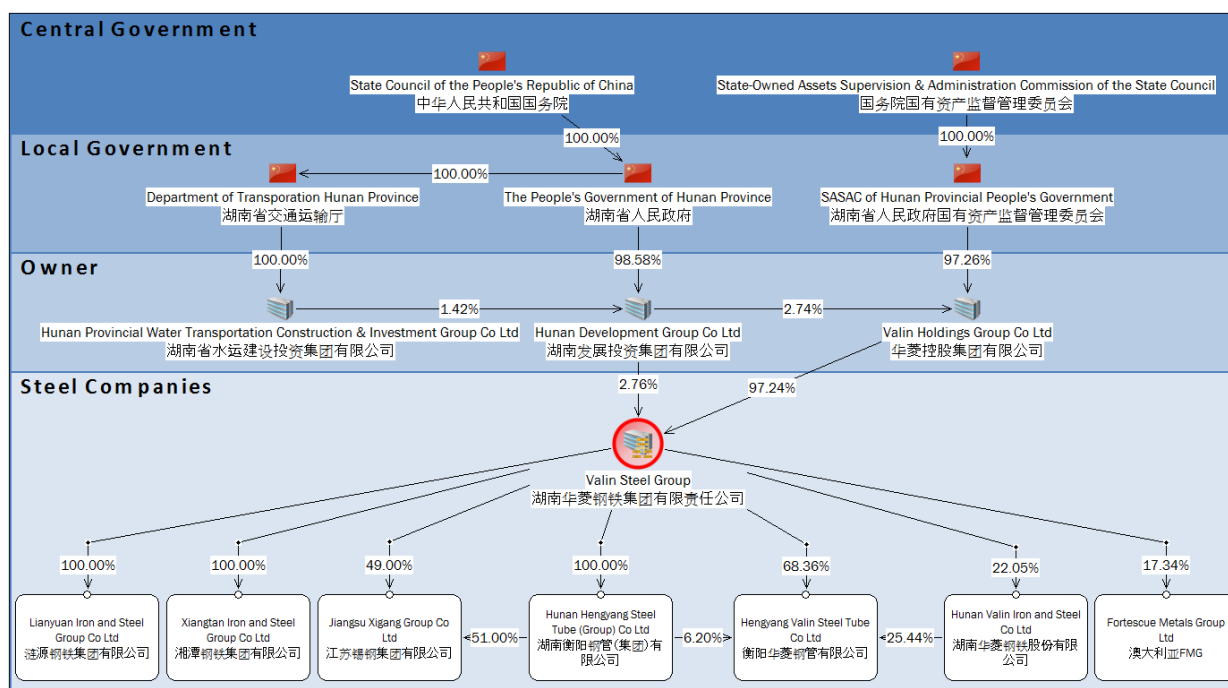 Central Government
State Council of the People's Republic of China
中华人民共和国国务院
State-Owned Assets Supervision & Administration Commission of the State Council
国务院国有资产监督管理委员会
100.00%
100.00%
Local Government
100.00%
Department of Transporation Hunan Province
湖南省交通运输厅
The People's Government of Hunan Province
湖南省人民政府
SASAC of Hunan Provincial People's Government
湖南省人民政府国有资产监督管理委员会
100.00%
98.58%
97.26%
Owner
1.42%
2.74%
Hunan Provincial Water Transportation Construction & Investment Group Co Ltd
湖南省水运建设投资集团有限公司
Hunan Development Group Co Ltd
湖南发展投资集团有限公司
Valin Holdings Group Co Ltd
华菱控股集团有限公司
Steel Companies
2.76%
97.24%
Valin Steel Group
湖南华菱钢铁集团有限责任公司
100.00%
100.00%
49.00%
100.00%
68.36%
22.05%
17.34%
Lianyuan Iron and Steel
Group Co Ltd
涟源钢铁集团有限公司
Xiangtan Iron and Steel
Group Co Ltd
湘潭钢铁集团有限公司
Jiangsu Xigang Group Co
Ltd
江苏锡钢集团有限公司
51.00%
Hunan Hengyang Steel
Tube (Group) Co Ltd
湖南衡阳钢管(集团)有
限公司
6.20%
Hengyang Valin Steel Tube
Co Ltd
衡阳华菱钢管有限公司
25.44%
Hunan Valin Iron and Steel
Co Ltd
湖南华菱钢铁股份有限
公司
Fortescue Metals Group
Ltd
澳大利亚FMG